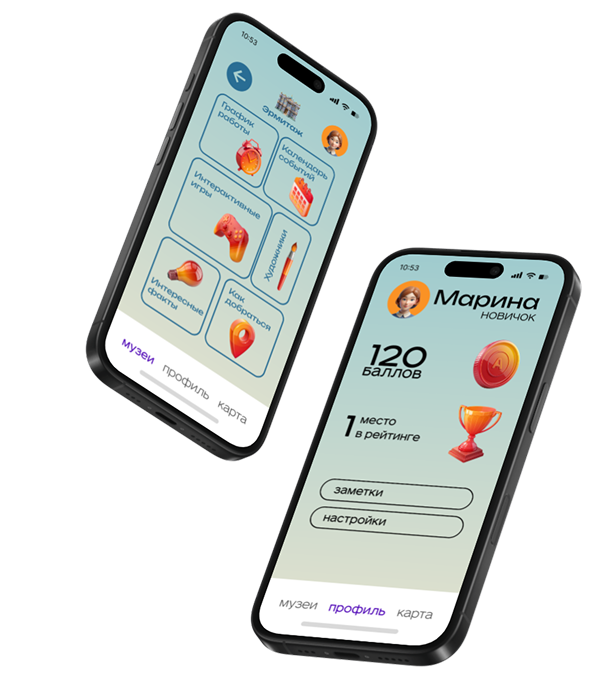 10:53
Эрмитаж
График
работы
Календарь
событий
Интерактивные
игры
Художники
Интересные
факты
Как
добраться
музеи профиль карта
10:53
Марина
НОВИЧОК
120
баллов
А
1 место
в рейтинге
заметки
настройки
музеи профиль карта